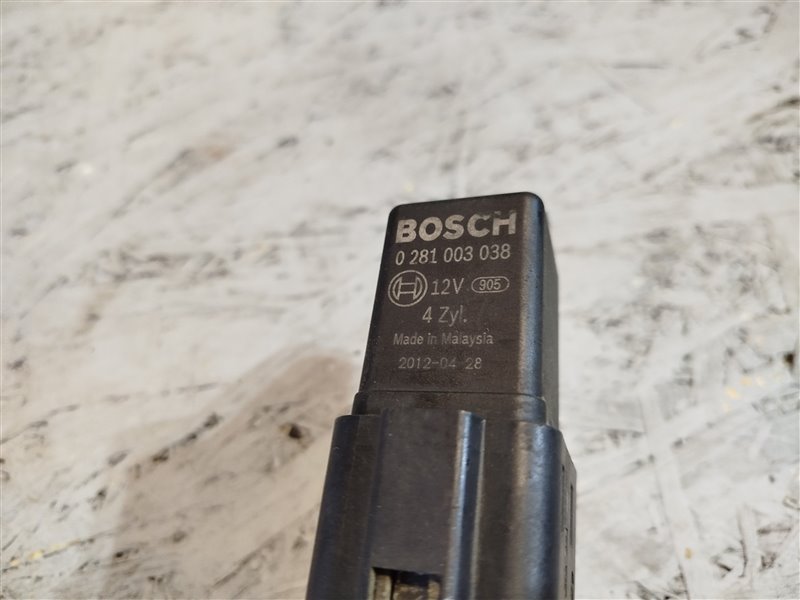 BOSCH
0 281 003 038
12V 905
4 Zyl.
Made in Malaysia
2012-04 28